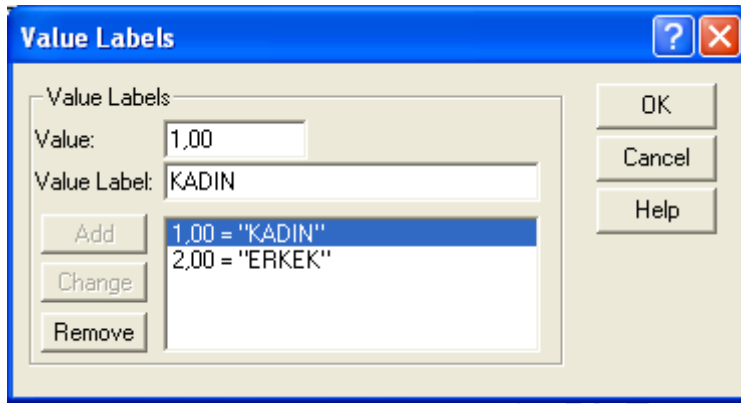 Value Labels
Value Labels
Value: 1,00
Value Label: KADIN
OK
Cancel
Help
Add
Change
Remove
1,00 = "KADIN"
2,00 = "ERKEK"